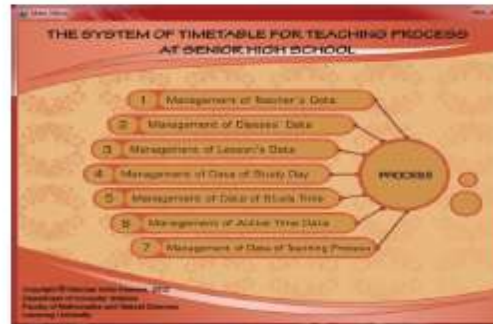 THE SYSTEM OF TIMETABLE FOR TEACHING PROCESS
AT SENIOR HIGH SCHOOL
1 Management of Teacher's Data
2 Management of Classes' Data
3 Management of Lesson's Data
4 Management of Data of Study Day
5 Management of Data of Study Time
6 Management of Active Time Data
7 Management of Data of Teaching Process
PROCESS
Department of Computer Science
Faculty of Mathematics and Natural Sciences
University